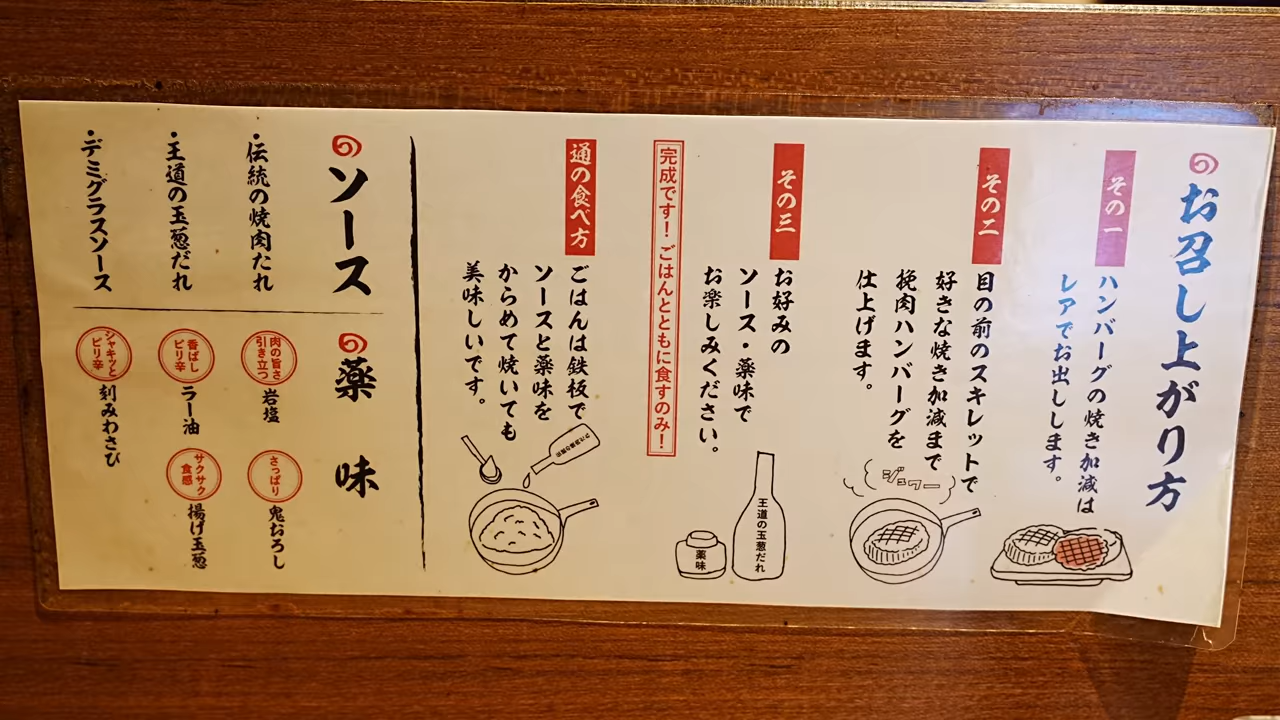 お召し上がり方
その一
ハンバーグの焼き加減は
レアでお出しします。
その二
目の前のスキレットで
好きな焼き加減まで
挽肉ハンバーグを
仕上げます。
ジュワー
その三
お好みの
ソース・薬味で
お楽しみください。
王道の玉葱だれ
薬味
完成です！ごはんとともに食すのみ！
通の食べ方
ごはんは鉄板で
ソースと薬味を
からめて焼いても
美味しいです。
ソース
・伝統の焼肉たれ
・王道の玉葱だれ
・デミグラスソース
薬味
肉の旨さ
引き立つ
岩塩
さっぱり
鬼おろし
香ばし
ピリ辛
ラー油
サクサク
食感
揚げ玉葱
シャキッと
ピリ辛
刻みわさび